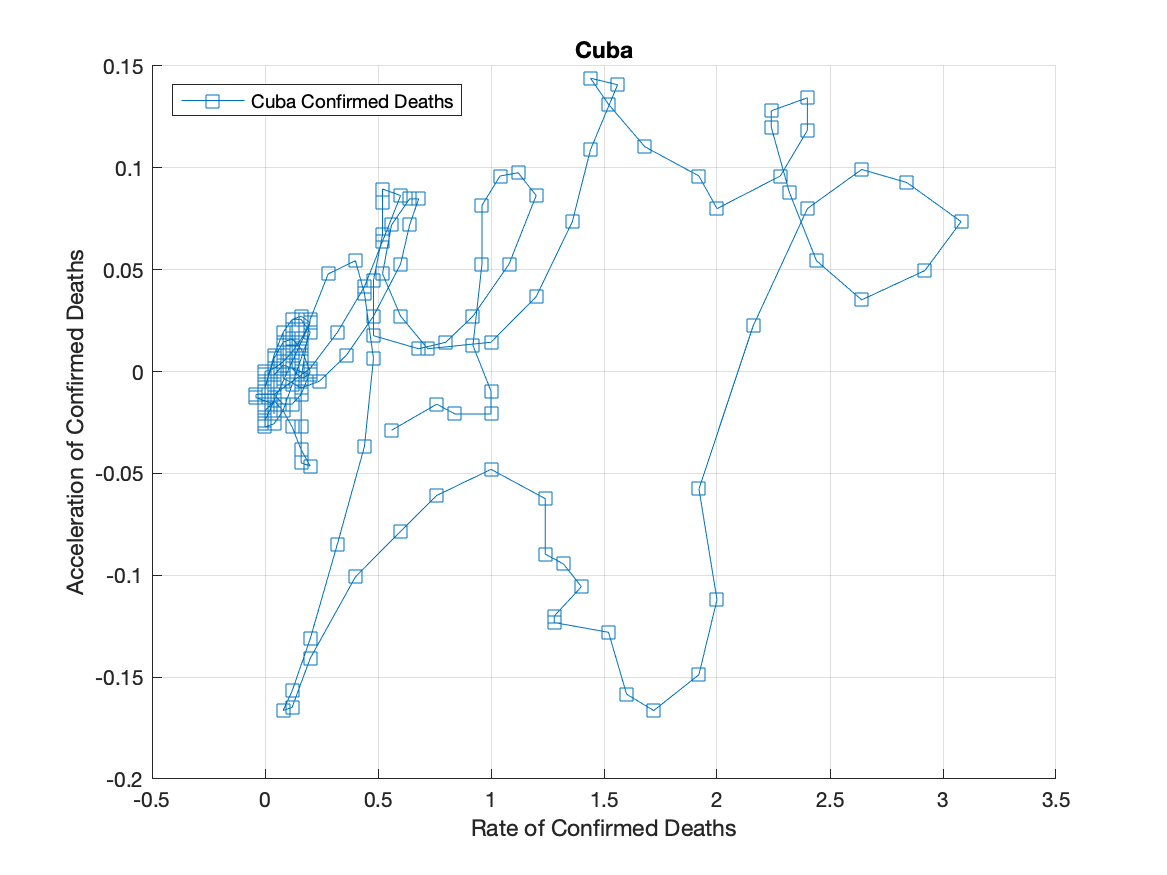 Cuba
Cuba Confirmed Deaths
0.15
0.1
0.05
0
-0.05
-0.1
-0.15
-0.2
Acceleration of Confirmed Deaths
-0.5 0 0.5 1 1.5 2 2.5 3 3.5
Rate of Confirmed Deaths